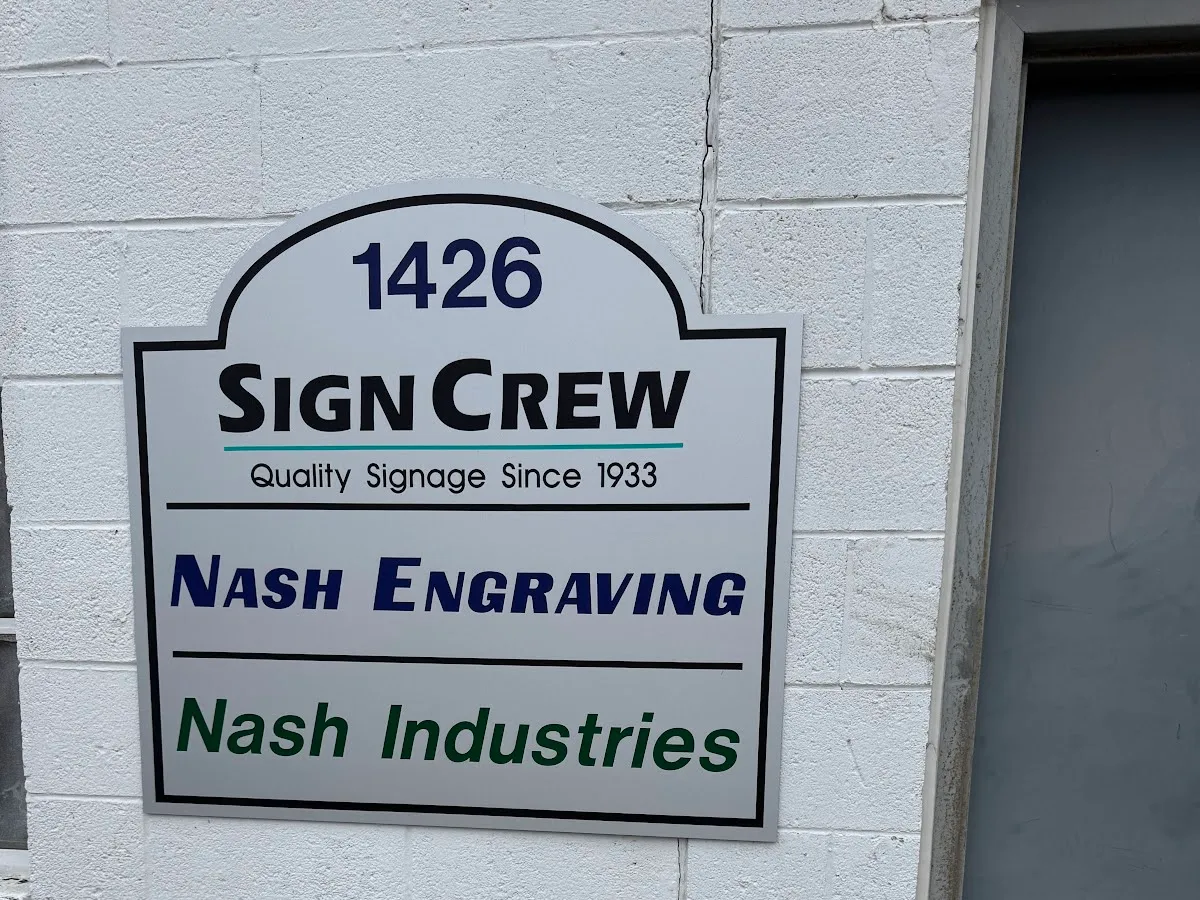 1426
SIGN CREW
Quality Signage Since 1933
NASH ENGRAVING
Nash Industries